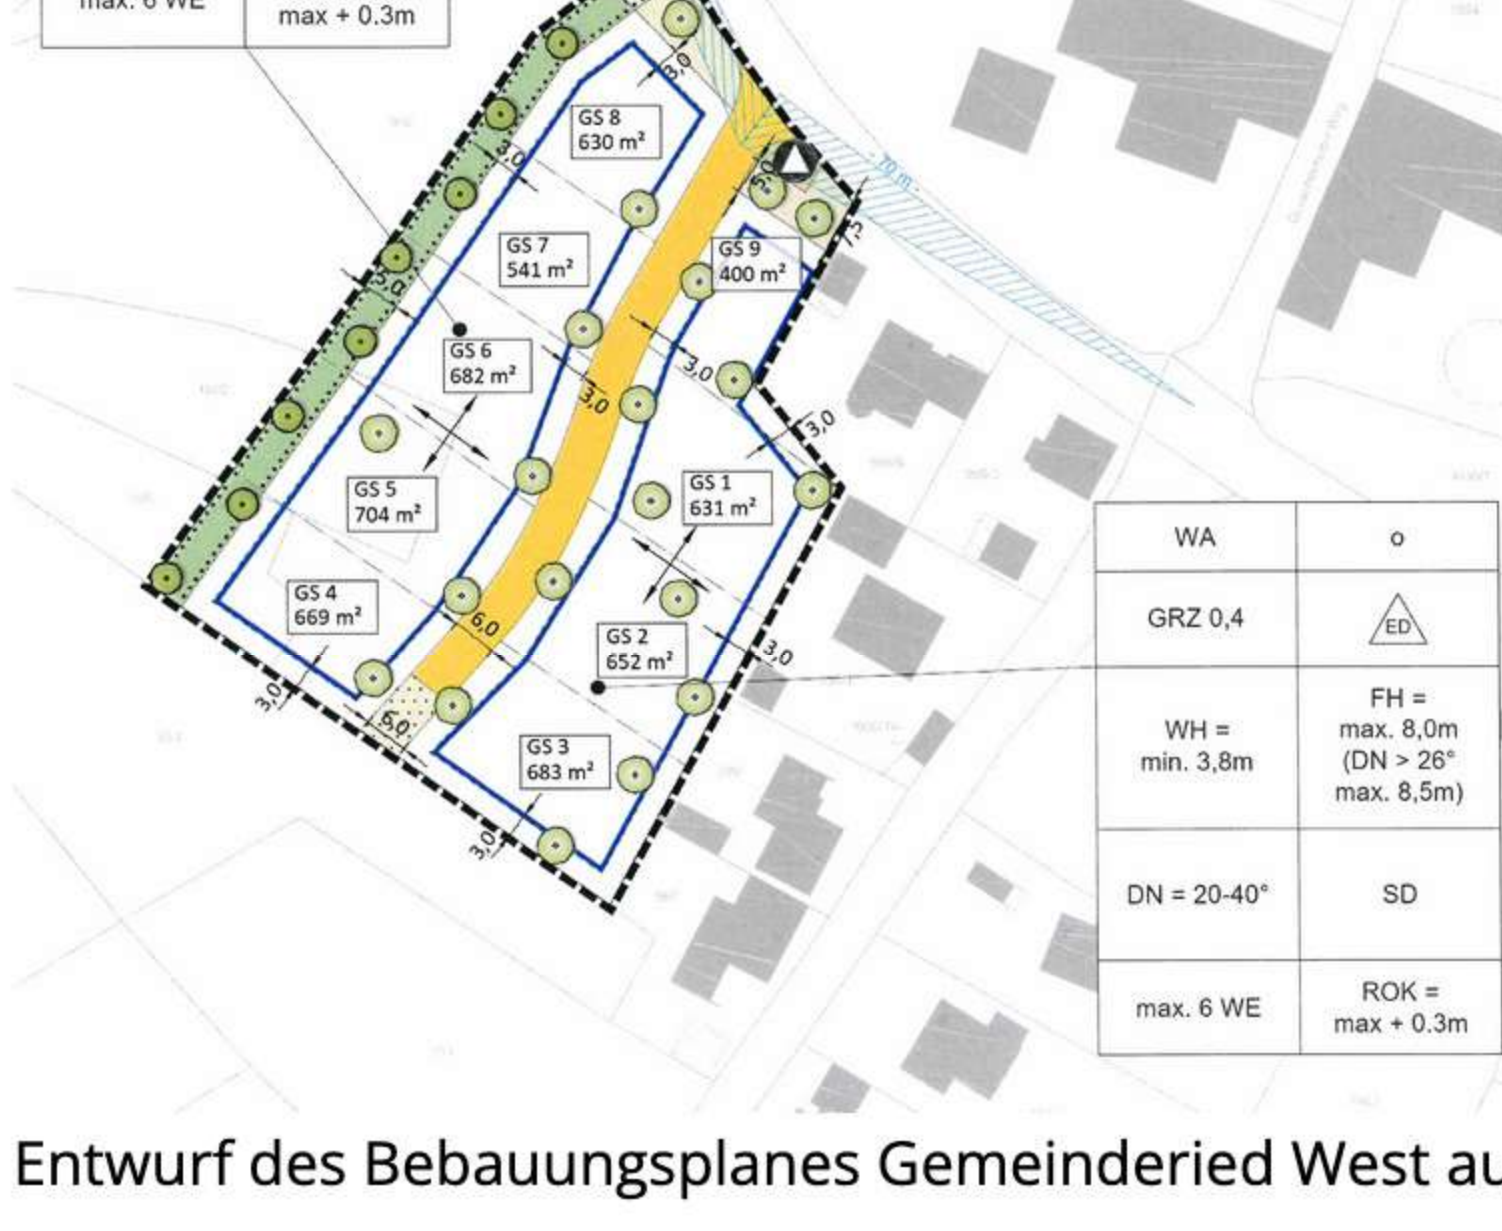 max. 6 WE
max + 0.3m
3,0
GS 8
630 m²
70 m
3,0
5,0
7,5
GS 7
541 m²
GS 9
400 m²
5,0
GS 6
682 m²
3,0
3,0
3,0
GS 5
704 m²
GS 1
631 m²
WA
o
GRZ 0,4
ED
GS 4
669 m²
6,0
GS 2
652 m²
3,0
WH =
min. 3,8m
FH =
max. 8,0m
(DN > 26°
max. 8,5m)
3,0
6,0
GS 3
683 m²
3,0
DN = 20-40°
SD
max. 6 WE
ROK =
max + 0.3m
Entwurf des Bebauungsplanes Gemeinderied West au